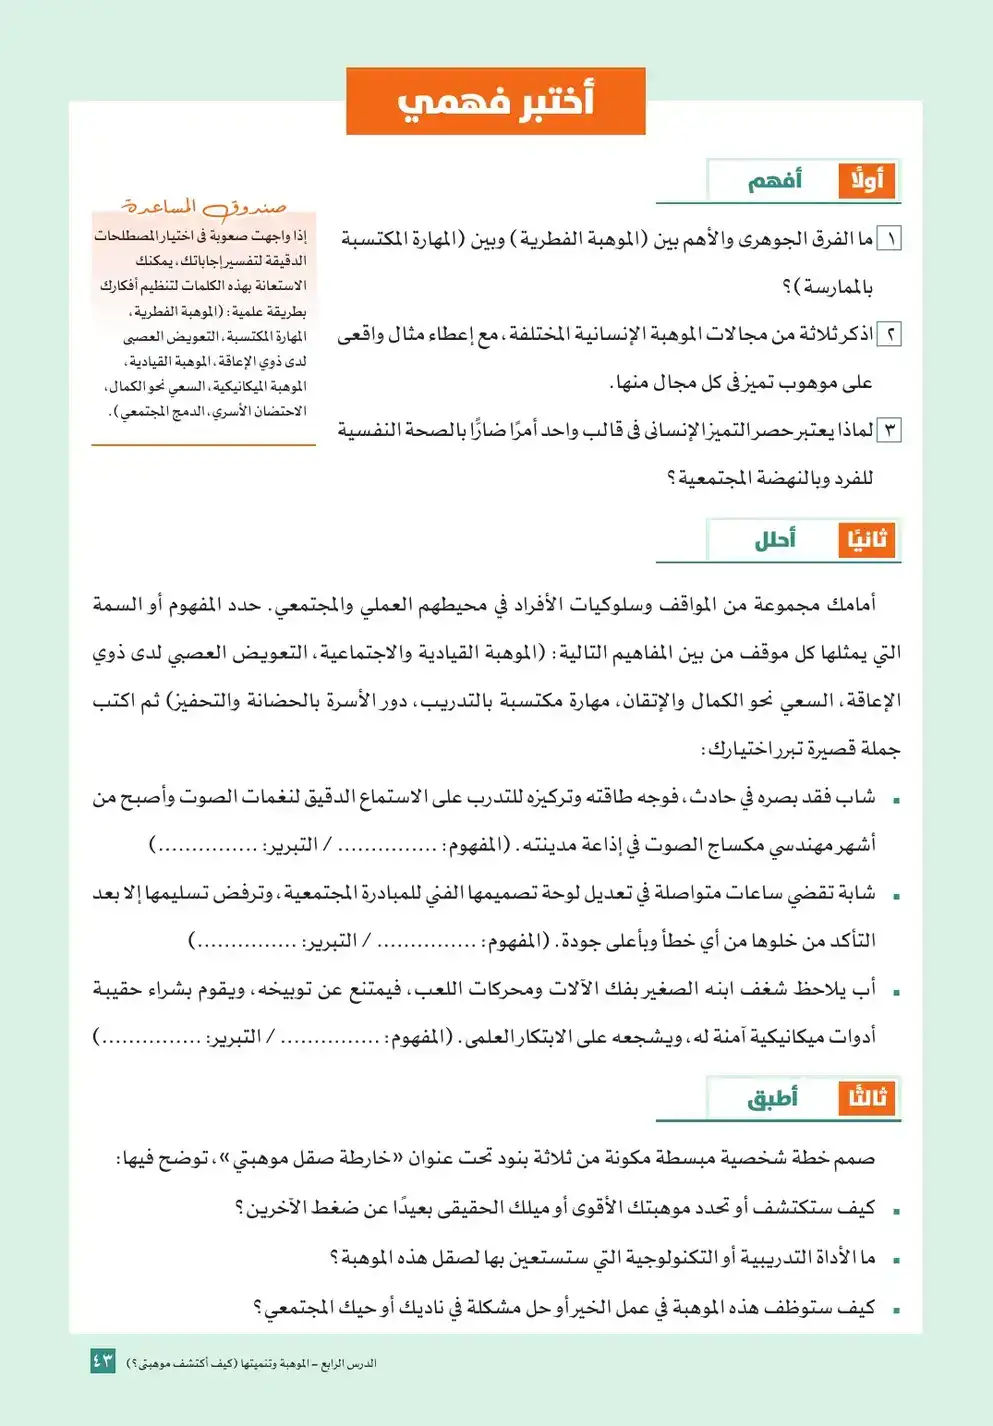 أختبر فهمي
أولًا أفهم
١ ما الفرق الجوهرى والأهم بين (الموهبة الفطرية) وبين (المهارة المكتسبة
بالممارسة)؟
٢ اذكر ثلاثة من مجالات الموهبة الإنسانية المختلفة، مع إعطاء مثال واقعى
على موهوب تميز فى كل مجال منها.
٣ لماذا يعتبر حصر التميز الإنسانى فى قالب واحد أمرًا ضارًا بالصحة النفسية
للفرد وبالنهضة المجتمعية؟
صندوق المساعدة
إذا واجهت صعوبة فى اختيار المصطلحات
الدقيقة لتفسير إجاباتك، يمكنك
الاستعانة بهذه الكلمات لتنظيم أفكارك
بطريقة علمية: (الموهبة الفطرية،
المهارة المكتسبة، التعويض العصبى
لدى ذوي الإعاقة، الموهبة القيادية،
الموهبة الميكانيكية، السعي نحو الكمال،
الاحتضان الأسري، الدمج المجتمعي).
ثانيًا أحلل
أمامك مجموعة من المواقف وسلوكيات الأفراد في محيطهم العملي والمجتمعي. حدد المفهوم أو السمة
التي يمثلها كل موقف من بين المفاهيم التالية: (الموهبة القيادية والاجتماعية، التعويض العصبي لدى ذوي
الإعاقة، السعي نحو الكمال والإتقان، مهارة مكتسبة بالتدريب، دور الأسرة بالحضانة والتحفيز) ثم اكتب
جملة قصيرة تبرر اختيارك:
▪ شاب فقد بصره في حادث، فوجه طاقته وتركيزه للتدرب على الاستماع الدقيق لنغمات الصوت وأصبح من
أشهر مهندسي مكساج الصوت في إذاعة مدينته. (المفهوم: ............... / التبرير: ...............)
▪ شابة تقضي ساعات متواصلة في تعديل لوحة تصميمها الفني للمبادرة المجتمعية، وترفض تسليمها إلا بعد
التأكد من خلوها من أي خطأ وبأعلى جودة. (المفهوم: ............... / التبرير: ...............)
▪ أب يلاحظ شغف ابنه الصغير بفك الآلات ومحركات اللعب، فيمتنع عن توبيخه، ويقوم بشراء حقيبة
أدوات ميكانيكية آمنة له، ويشجعه على الابتكار العلمى. (المفهوم: ............... / التبرير: ...............)
ثالثًا أطبق
صمم خطة شخصية مبسطة مكونة من ثلاثة بنود تحت عنوان «خارطة صقل موهبتي»، توضح فيها:
▪ كيف ستكتشف أو تحدد موهبتك الأقوى أو ميلك الحقيقى بعيدًا عن ضغط الآخرين؟
▪ ما الأداة التدريبية أو التكنولوجية التي ستستعين بها لصقل هذه الموهبة؟
▪ كيف ستوظف هذه الموهبة في عمل الخير أو حل مشكلة في ناديك أو حيك المجتمعي؟
الدرس الرابع - الموهبة وتنميتها (كيف أكتشف موهبتى؟) ٤٣